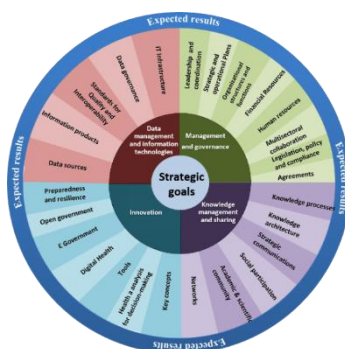 Expected results
Leadership and
coordination
Strategic and
operational Plans
Organizational
structures and
functions
Financial Resources
Human resources
Multisectoral
collaboration
Legislation, policy
and compliance
Agreements
Knowledge processes
Knowledge
architecture
Strategic
communications
Social participation
Academic & scientific
community
Networks
Key concepts
Health a analysis
for decision-making
Tools
Digital Health
E Government
Open government
Preparedness
and resilience
Data sources
Information products
Standards for
Quality and
Interoperability
Data governance
IT Infrastructure
Data
management
and information
technologies
Management
and governance
Strategic
goals
Innovation
Knowledge
management
and sharing
Expected results
Expected results
Expected results